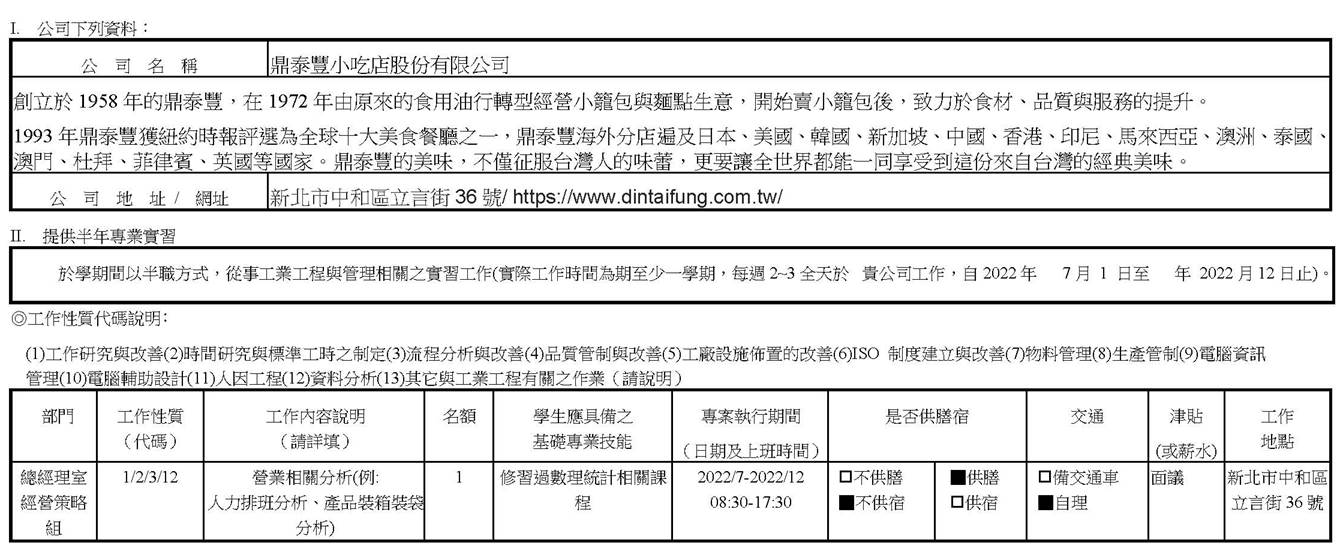 I. 公司下列資料：
公 司 名 稱 鼎泰豐小吃店股份有限公司
創立於 1958 年的鼎泰豐，在 1972 年由原來的食用油行轉型經營小籠包與麵點生意，開始賣小籠包後，致力於食材、品質與服務的提升。
1993 年鼎泰豐獲紐約時報評選為全球十大美食餐廳之一，鼎泰豐海外分店遍及日本、美國、韓國、新加坡、中國、香港、印尼、馬來西亞、澳洲、泰國、
澳門、杜拜、菲律賓、英國等國家。鼎泰豐的美味，不僅征服台灣人的味蕾，更要讓全世界都能一同享受到這份來自台灣的經典美味。
公 司 地 址 / 網址 新北市中和區立言街 36 號/ https://www.dintaifung.com.tw/
II. 提供半年專業實習
於學期間以半職方式，從事工業工程與管理相關之實習工作(實際工作時間為期至少一學期，每週 2~3 全天於 貴公司工作，自 2022 年 7 月 1 日至 年 2022 月 12 日止)。
◎工作性質代碼說明:
(1)工作研究與改善(2)時間研究與標準工時之制定(3)流程分析與改善(4)品質管制與改善(5)工廠設施佈置的改善(6)ISO 制度建立與改善(7)物料管理(8)生產管制(9)電腦資訊
管理(10)電腦輔助設計(11)人因工程(12)資料分析(13)其它與工業工程有關之作業（請說明）
部門 工作性質 工作內容說明 名額 學生應具備之 專案執行期間 是否供膳宿 交通 津貼 工作
（代碼） （請詳填） 基礎專業技能 （日期及上班時間） (或薪水) 地點
總經理室 1/2/3/12 營業相關分析(例: 1 修習過數理統計相關課 2022/7-2022/12 □不供膳 ■供膳 □備交通車 面議 新北市中和區
經營策略 人力排班分析、產品裝箱裝袋 程 08:30-17:30 ■不供宿 □供宿 ■自理 立言街 36 號
組 分析)